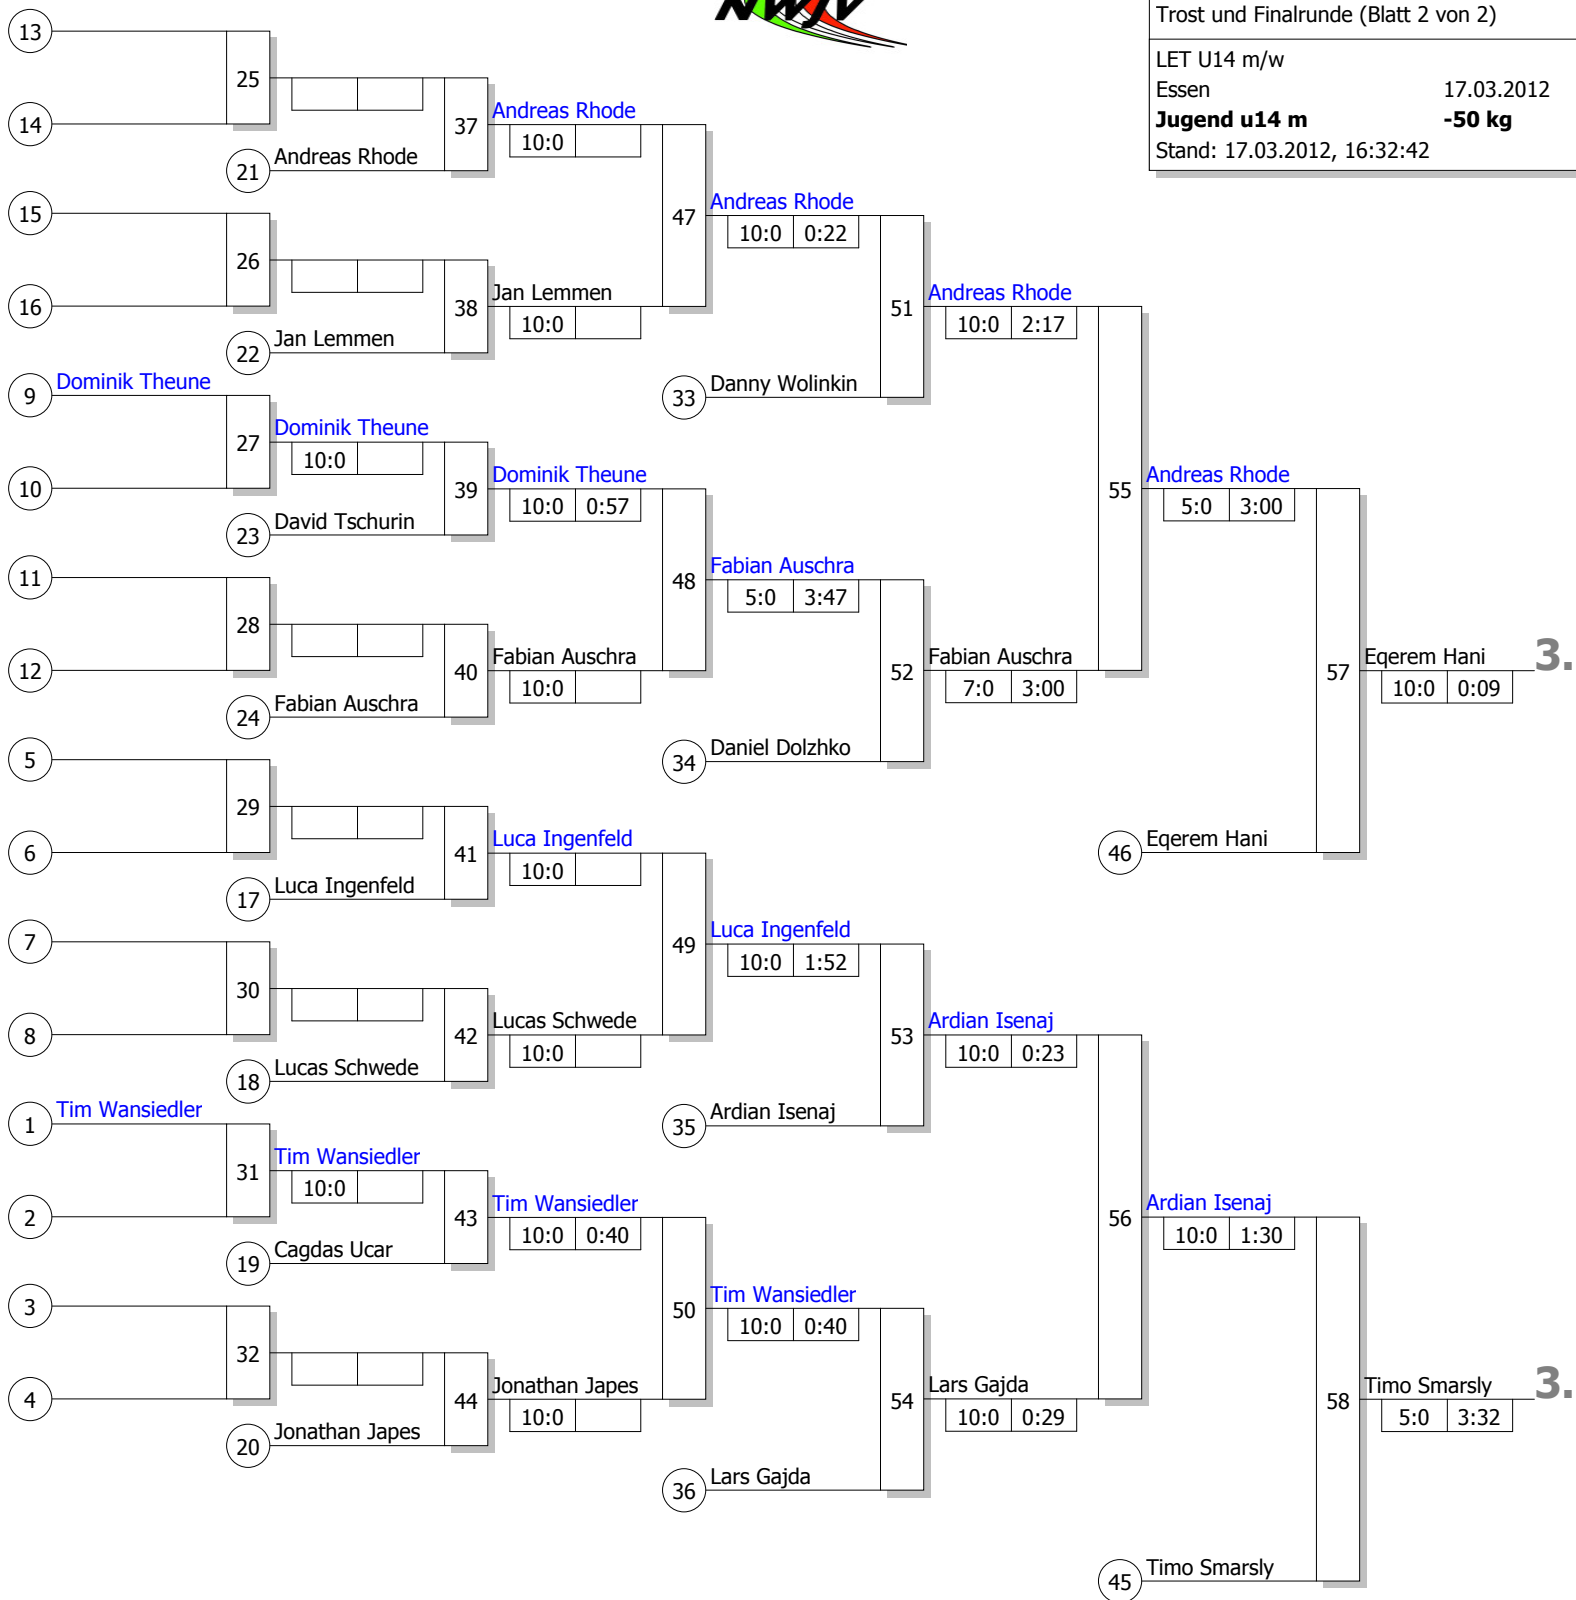 NWJV
Trost und Finalrunde (Blatt 2 von 2)
LET U14 m/w
Essen 17.03.2012
Jugend u14 m -50 kg
Stand: 17.03.2012, 16:32:42
13
25
14
37
Andreas Rhode
10:0
21 Andreas Rhode
15
47
Andreas Rhode
10:0 0:22
26
16
38
Jan Lemmen
10:0
22 Jan Lemmen
51
Andreas Rhode
10:0 2:17
33 Danny Wolinkin
9 Dominik Theune
27
Dominik Theune
10:0
10
39
Dominik Theune
10:0 0:57
23 David Tschurin
55
Andreas Rhode
5:0 3:00
11
48
Fabian Auschra
5:0 3:47
28
12
40
Fabian Auschra
10:0
24 Fabian Auschra
52
Fabian Auschra
7:0 3:00
34 Daniel Dolzhko
57
Eqerem Hani 3.
10:0 0:09
5
29
6
41
Luca Ingenfeld
10:0
46 Eqerem Hani
17 Luca Ingenfeld
7
49
Luca Ingenfeld
10:0 1:52
30
8
42
Lucas Schwede
10:0
18 Lucas Schwede
53
Ardian Isenaj
10:0 0:23
35 Ardian Isenaj
1 Tim Wansiedler
31
Tim Wansiedler
10:0
2
43
Tim Wansiedler
10:0 0:40
19 Cagdas Ucar
56
Ardian Isenaj
10:0 1:30
3
50
Tim Wansiedler
10:0 0:40
32
4
44
Jonathan Japes
10:0
20 Jonathan Japes
54
Lars Gajda
10:0 0:29
36 Lars Gajda
58
Timo Smarsly 3.
5:0 3:32
45 Timo Smarsly